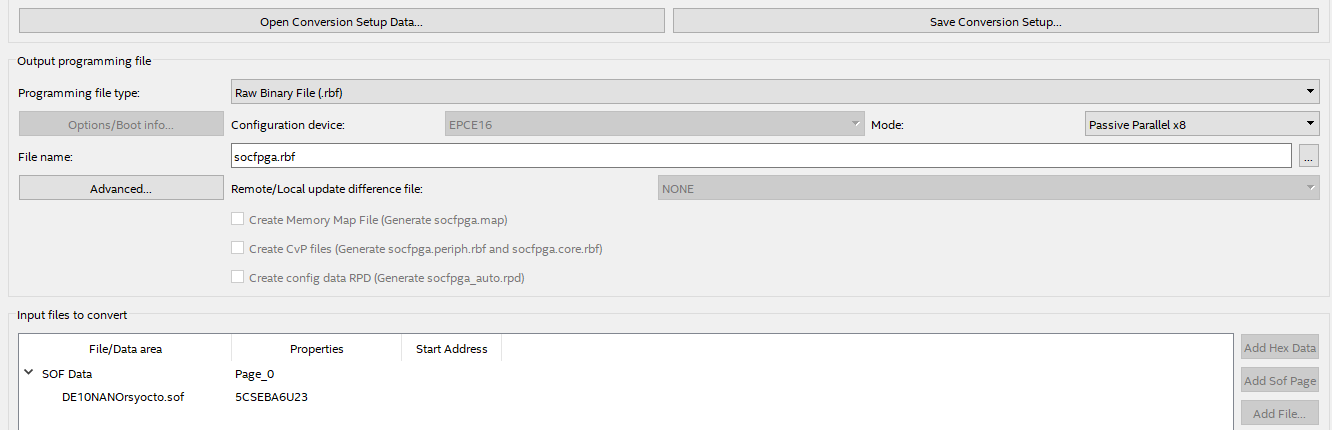 Open Conversion Setup Data... Save Conversion Setup...
Output programming file
Programming file type: Raw Binary File (.rbf)
Options/Boot info... Configuration device: EPCE16 Mode: Passive Parallel x8
File name: socfpga.rbf ...
Advanced... Remote/Local update difference file: NONE
Create Memory Map File (Generate socfpga.map)
Create CvP files (Generate socfpga.periph.rbf and socfpga.core.rbf)
Create config data RPD (Generate socfpga_auto.rpd)
Input files to convert
File/Data area Properties Start Address Add Hex Data
SOF Data Page_0 Add Sof Page
DE10NANOrsyocto.sof 5CSEBA6U23 Add File...